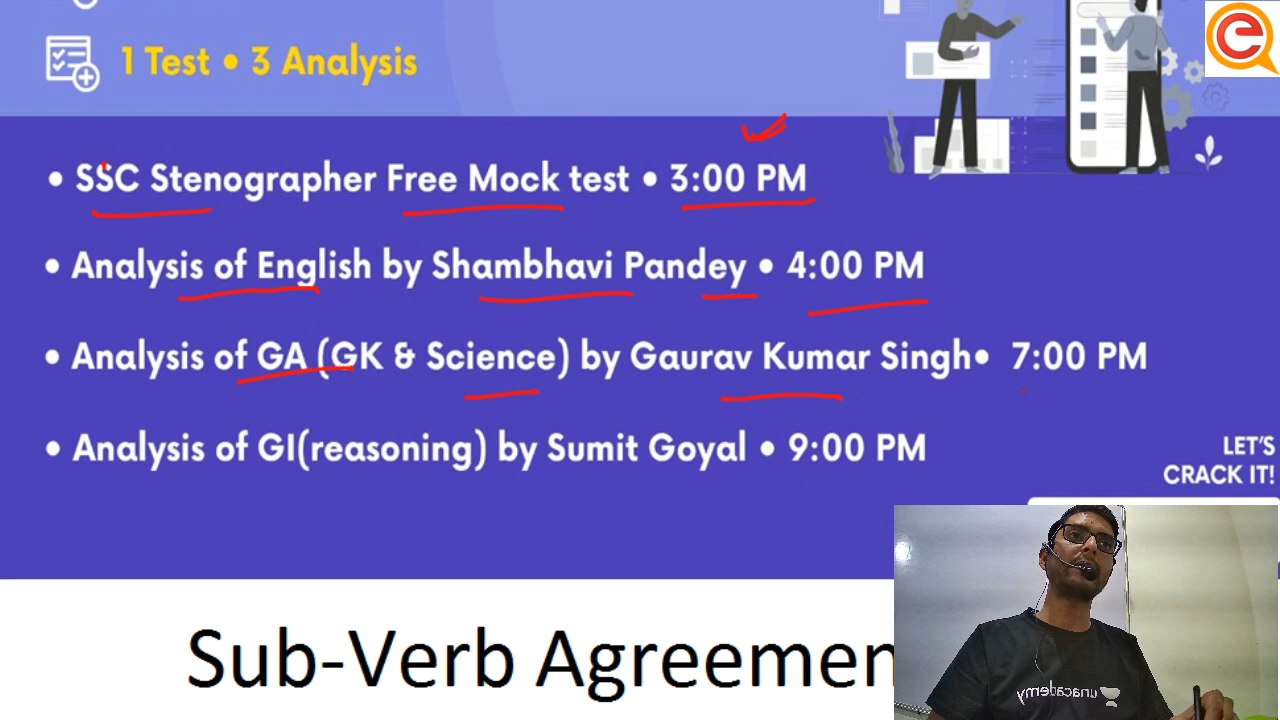 1 Test • 3 Analysis
• SSC Stenographer Free Mock test • 3:00 PM
• Analysis of English by Shambhavi Pandey • 4:00 PM
• Analysis of GA (GK & Science) by Gaurav Kumar Singh• 7:00 PM
• Analysis of GI(reasoning) by Sumit Goyal • 9:00 PM
LET'S
CRACK IT!
Sub-Verb Agreemen
unacademy
e